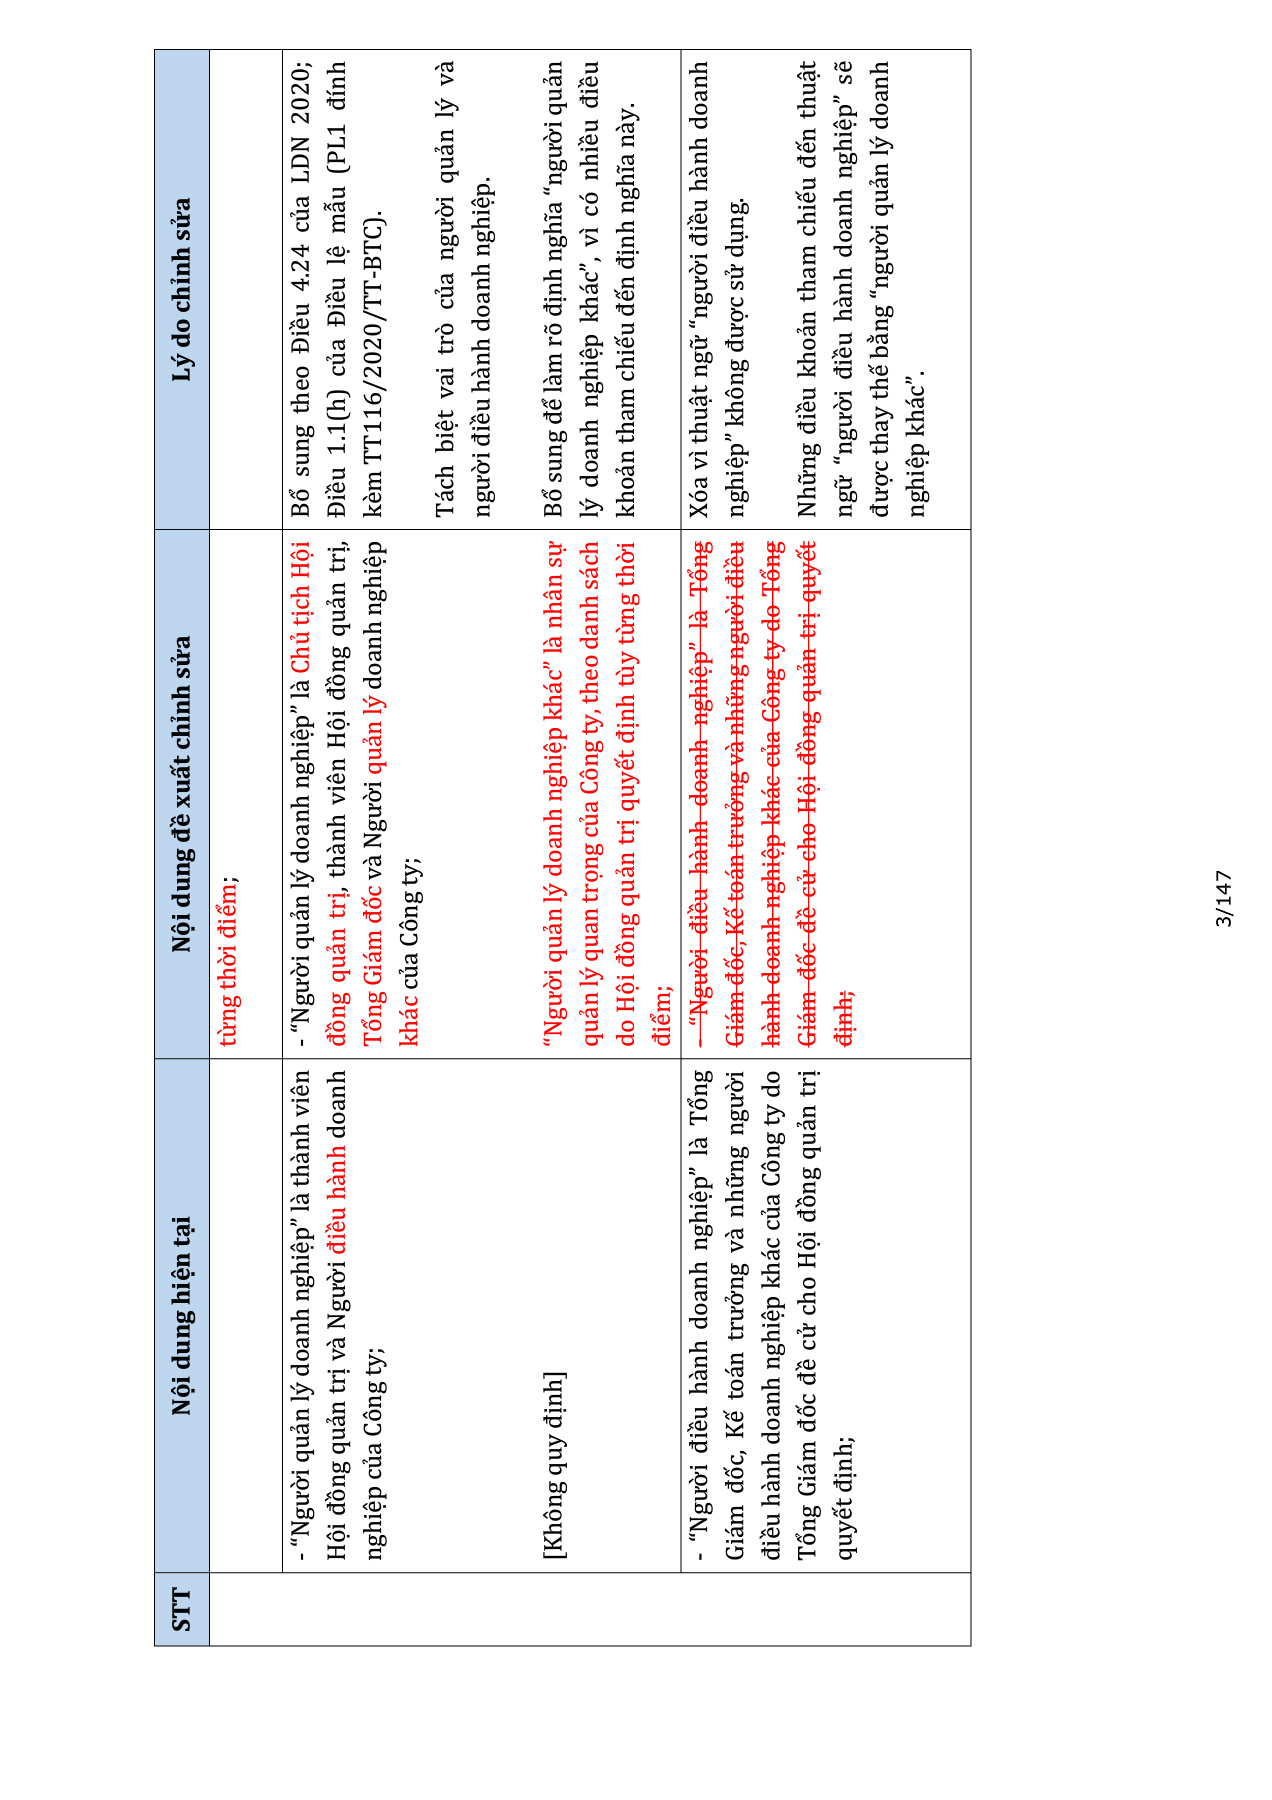 STT
Nội dung hiện tại
Nội dung đề xuất chỉnh sửa
Lý do chỉnh sửa
từng thời điểm;
- “Người quản lý doanh nghiệp” là thành viên
Hội đồng quản trị và Người điều hành doanh
nghiệp của Công ty;
[Không quy định]
- “Người quản lý doanh nghiệp” là Chủ tịch Hội
đồng quản trị, thành viên Hội đồng quản trị,
Tổng Giám đốc và Người quản lý doanh nghiệp
khác của Công ty;
“Người quản lý doanh nghiệp khác” là nhân sự
quản lý quan trọng của Công ty, theo danh sách
do Hội đồng quản trị quyết định tùy từng thời
điểm;
Bổ sung theo Điều 4.24 của LDN 2020;
Điều 1.1(h) của Điều lệ mẫu (PL1 đính
kèm TT116/2020/TT-BTC).
Tách biệt vai trò của người quản lý và
người điều hành doanh nghiệp.
Bổ sung để làm rõ định nghĩa “người quản
lý doanh nghiệp khác”, vì có nhiều điều
khoản tham chiếu đến định nghĩa này.
- “Người điều hành doanh nghiệp” là Tổng
Giám đốc, Kế toán trưởng và những người
điều hành doanh nghiệp khác của Công ty do
Tổng Giám đốc đề cử cho Hội đồng quản trị
quyết định;
- “Người điều hành doanh nghiệp” là Tổng
Giám đốc, Kế toán trưởng và những người điều
hành doanh nghiệp khác của Công ty do Tổng
Giám đốc đề cử cho Hội đồng quản trị quyết
định;
Xóa vì thuật ngữ “người điều hành doanh
nghiệp” không được sử dụng.
Những điều khoản tham chiếu đến thuật
ngữ “người điều hành doanh nghiệp” sẽ
được thay thế bằng “người quản lý doanh
nghiệp khác”.
3/147